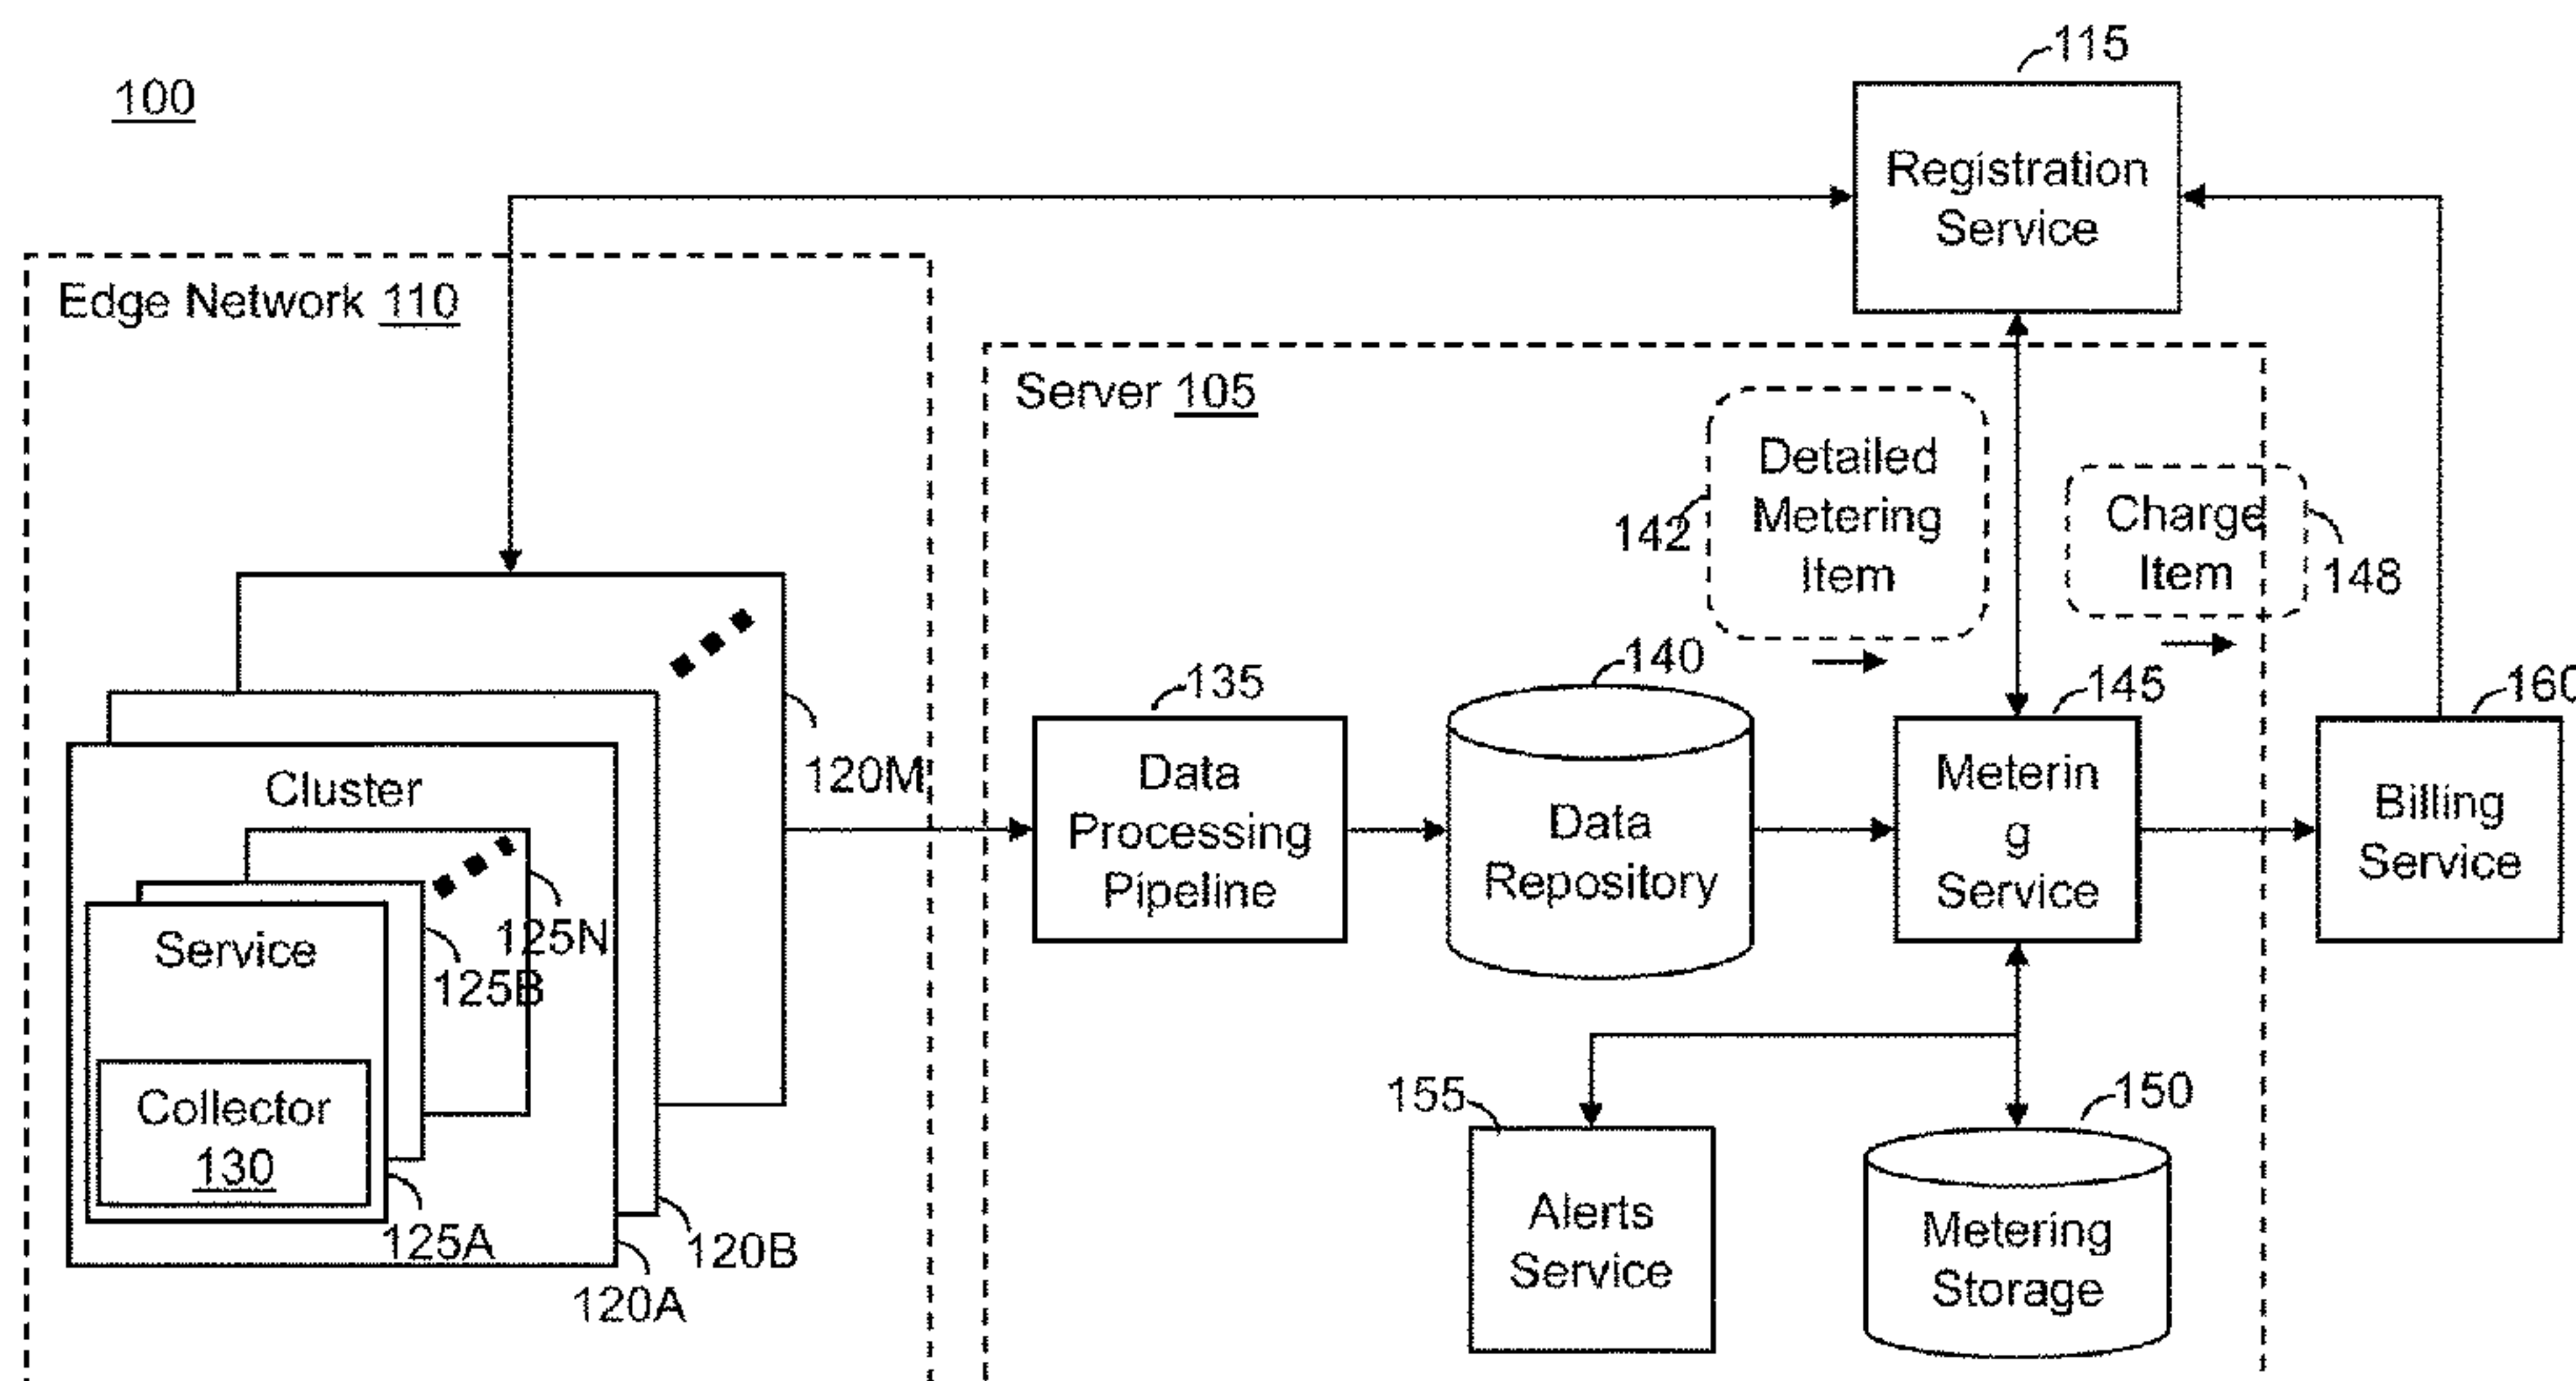 100
115
Registration
Service
Edge Network 110
Server 105
142
Detailed
Metering
Item
Charge
Item
148
120M
135
Data
Processing
Pipeline
140
Data
Repository
145
Meterin
g
Service
160
Billing
Service
Cluster
125N
125B
Service
Collector
130
125A
120B
120A
155
Alerts
Service
150
Metering
Storage